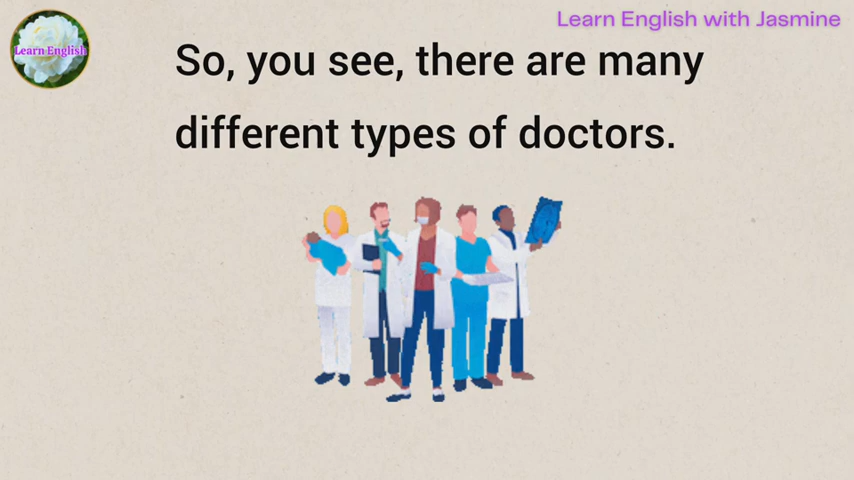 Learn English with Jasmine
Learn English
So, you see, there are many
different types of doctors.